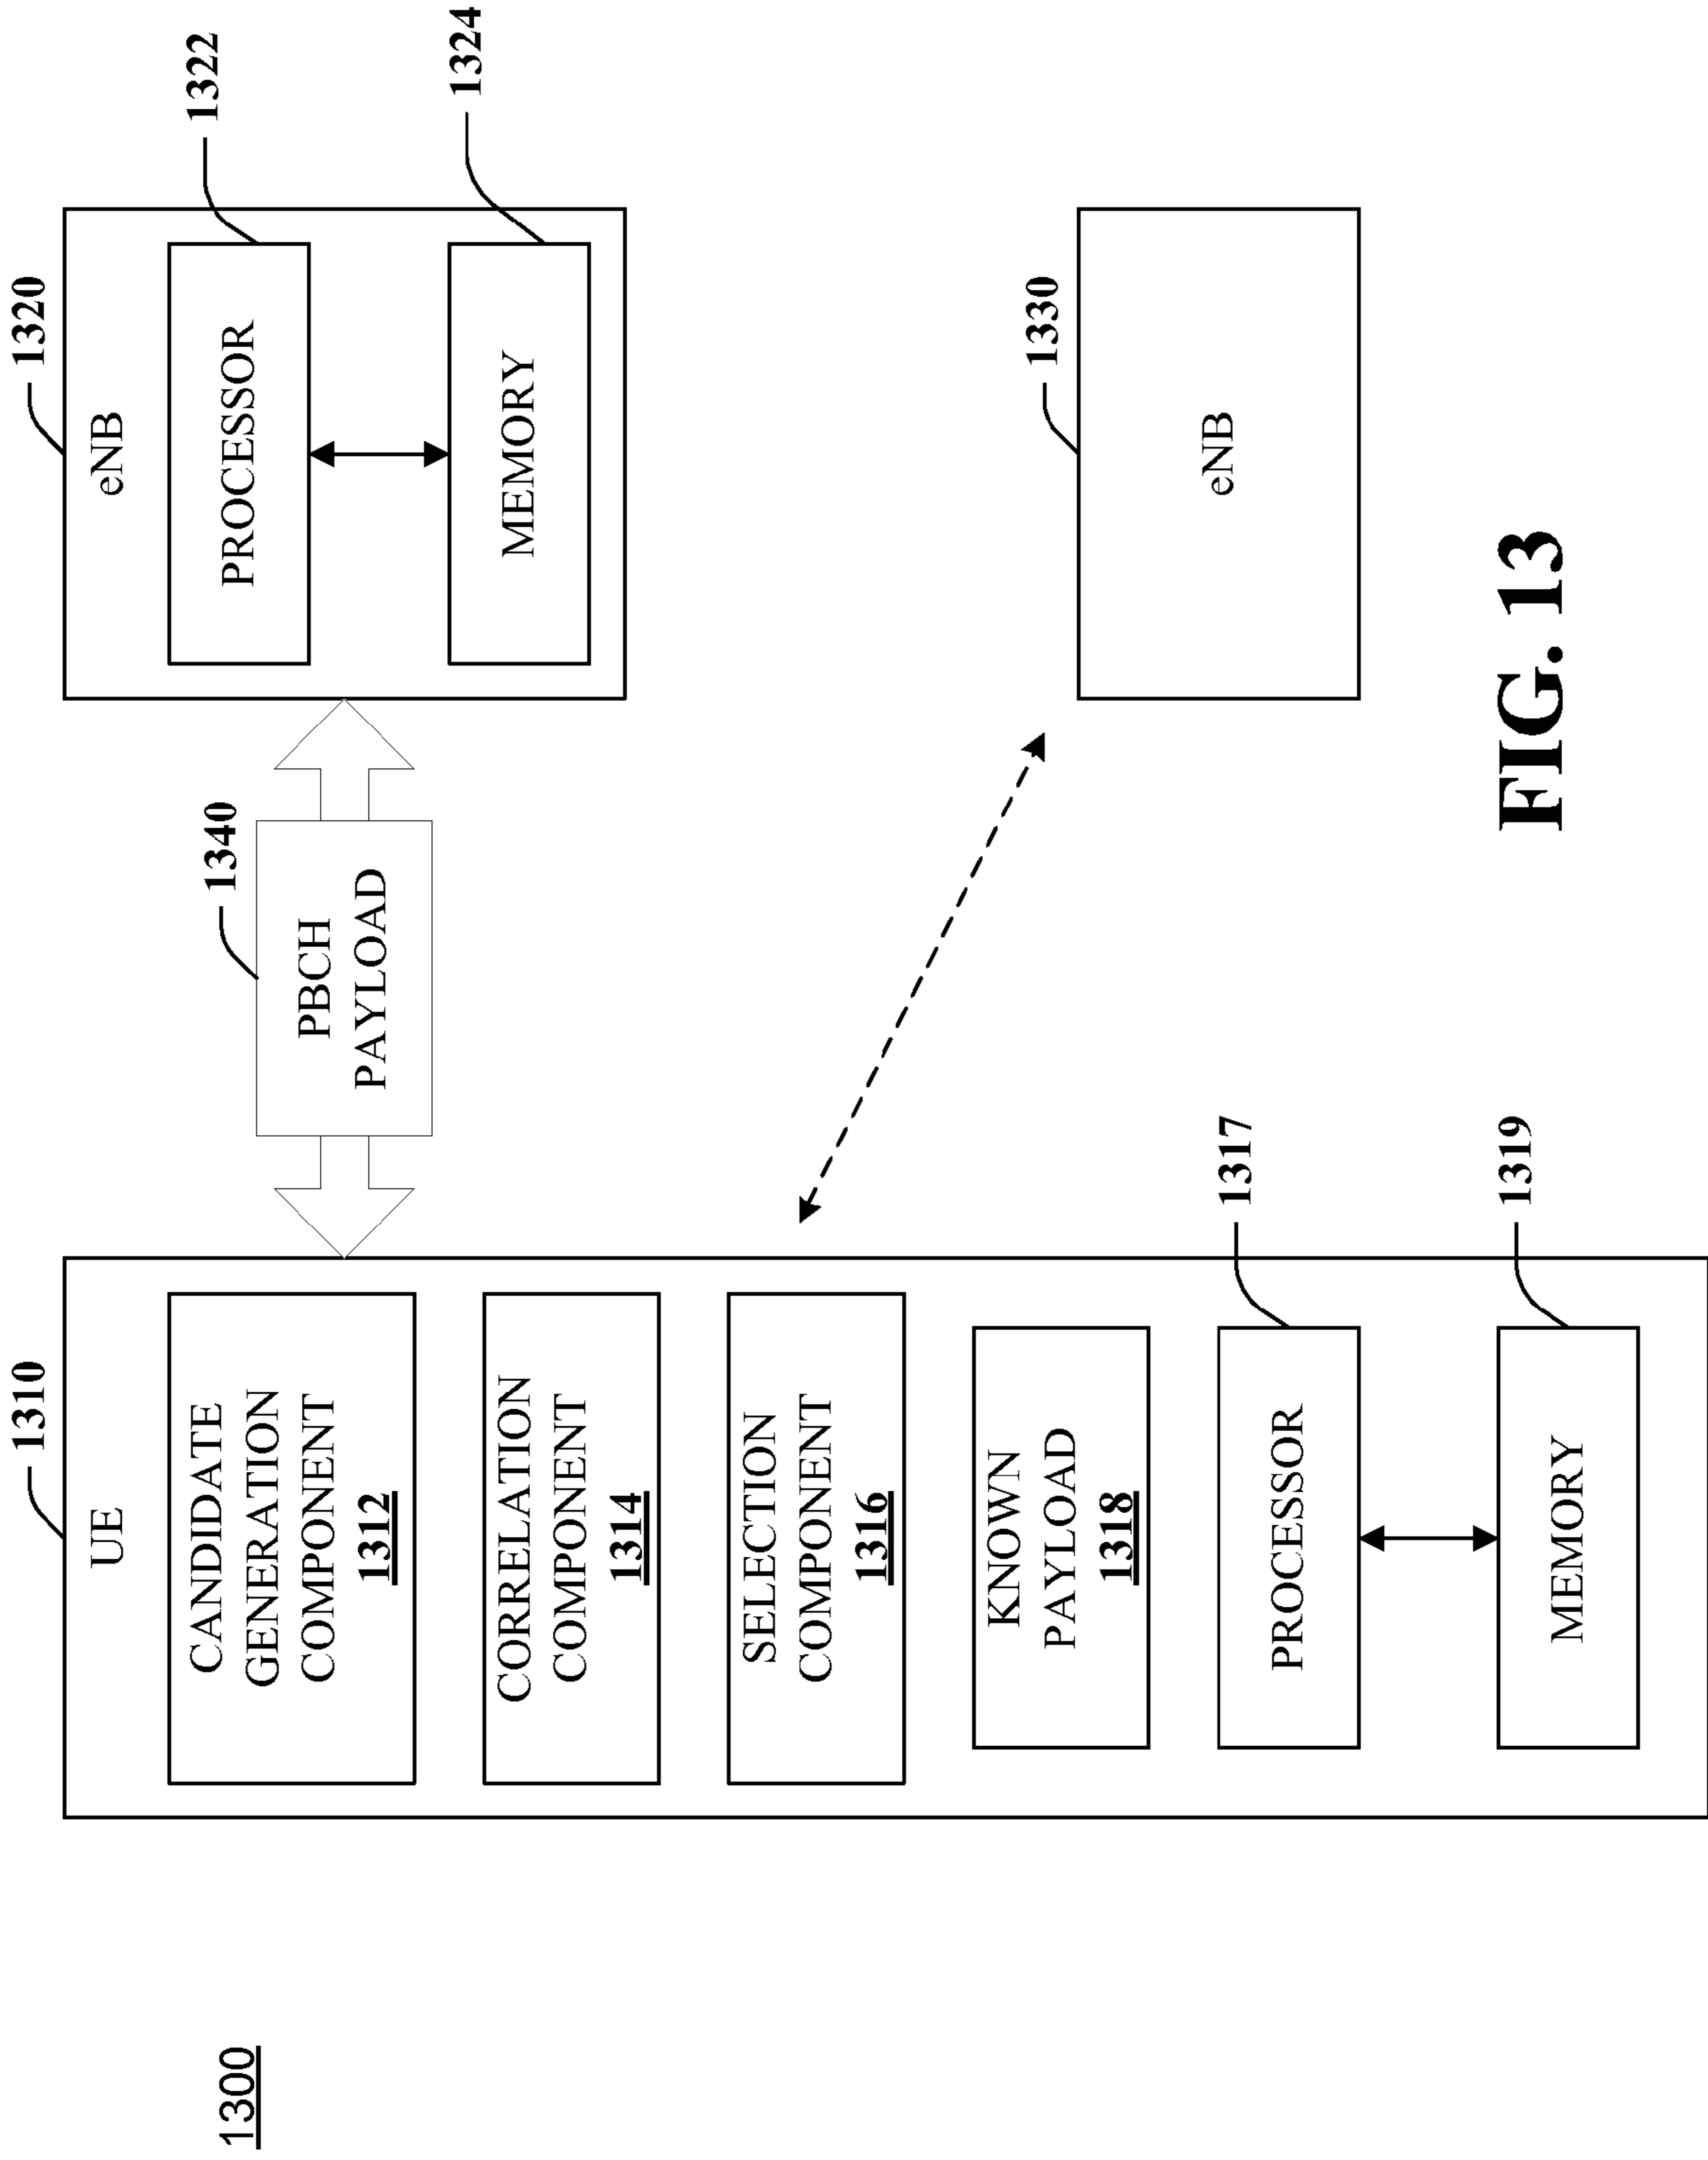 1300
1310
UE
CANDIDATE
GENERATION
COMPONENT
1312
CORRELATION
COMPONENT
1314
SELECTION
COMPONENT
1316
KNOWN
PAYLOAD
1318
PROCESSOR
1317
MEMORY
1319
1340
PBCH
PAYLOAD
1320
eNB
PROCESSOR
1322
MEMORY
1324
1330
eNB
FIG. 13